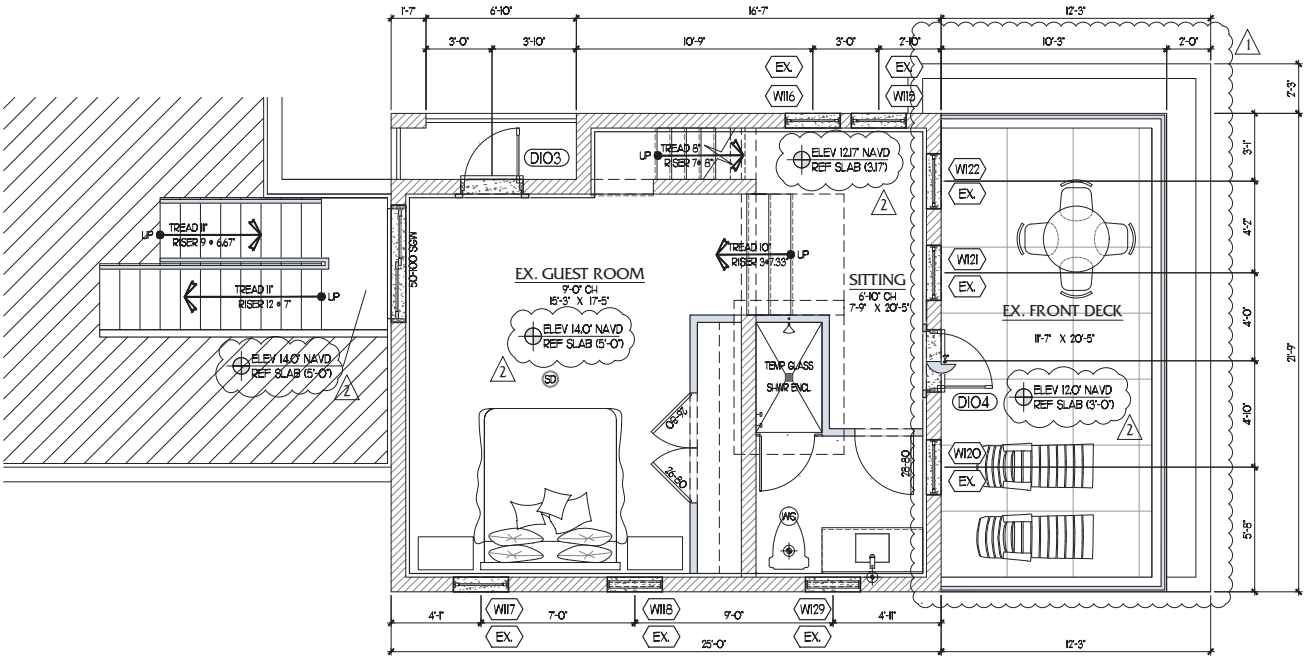 1'-7"
6'-10"
16'-7"
12'-3"
3'-0"
3'-10"
10'-9"
3'-0"
2'-10"
10'-3"
2'-0"
1
EX.
EX.
W116
W115
2'-3"
D103
UP
TREAD 8"
RISER 7 @ 8"
ELEV 12.17' NAVD
REF SLAB (3.17')
2
W122
EX.
3'-1"
TREAD 11"
UP
RISER 9 @ 6.67"
50-100 SGW
TREAD 10"
UP
RISER 3@7.33"
4'-2"
W121
EX.
EX. GUEST ROOM
9'-0" CH
15'-3" X 17'-5"
SITTING
6'-10" CH
7'-9" X 20'-5"
TREAD 11"
UP
RISER 12 @ 7"
EX. FRONT DECK
11'-7" X 20'-5"
4'-0"
21'-9"
ELEV 14.0' NAVD
REF SLAB (5'-0")
2
SD
ELEV 14.0' NAVD
REF SLAB (5'-0")
2
TEMP GLASS
SHWR ENCL
2"
D104
ELEV 12.0' NAVD
REF SLAB (3'-0")
2
4'-10"
26-80
26-80
28-80
W120
EX.
WC
5'-8"
4'-1"
W117
7'-0"
W118
9'-0"
W129
4'-11"
EX.
EX.
EX.
25'-0"
12'-3"